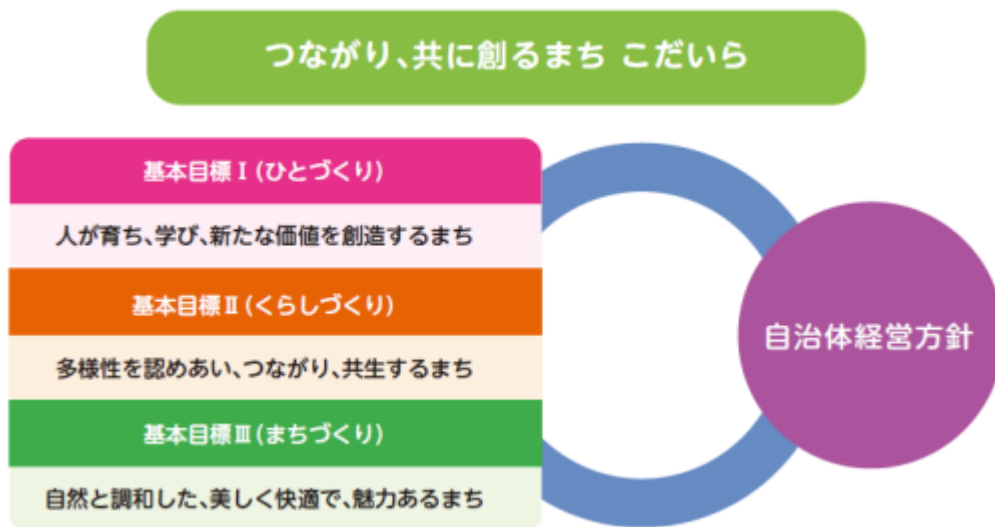 つながり、共に創るまち こだいら
基本目標Ⅰ(ひとづくり)
人が育ち、学び、新たな価値を創造するまち
基本目標Ⅱ(くらしづくり)
多様性を認めあい、つながり、共生するまち
基本目標Ⅲ(まちづくり)
自然と調和した、美しく快適で、魅力あるまち
自治体経営方針